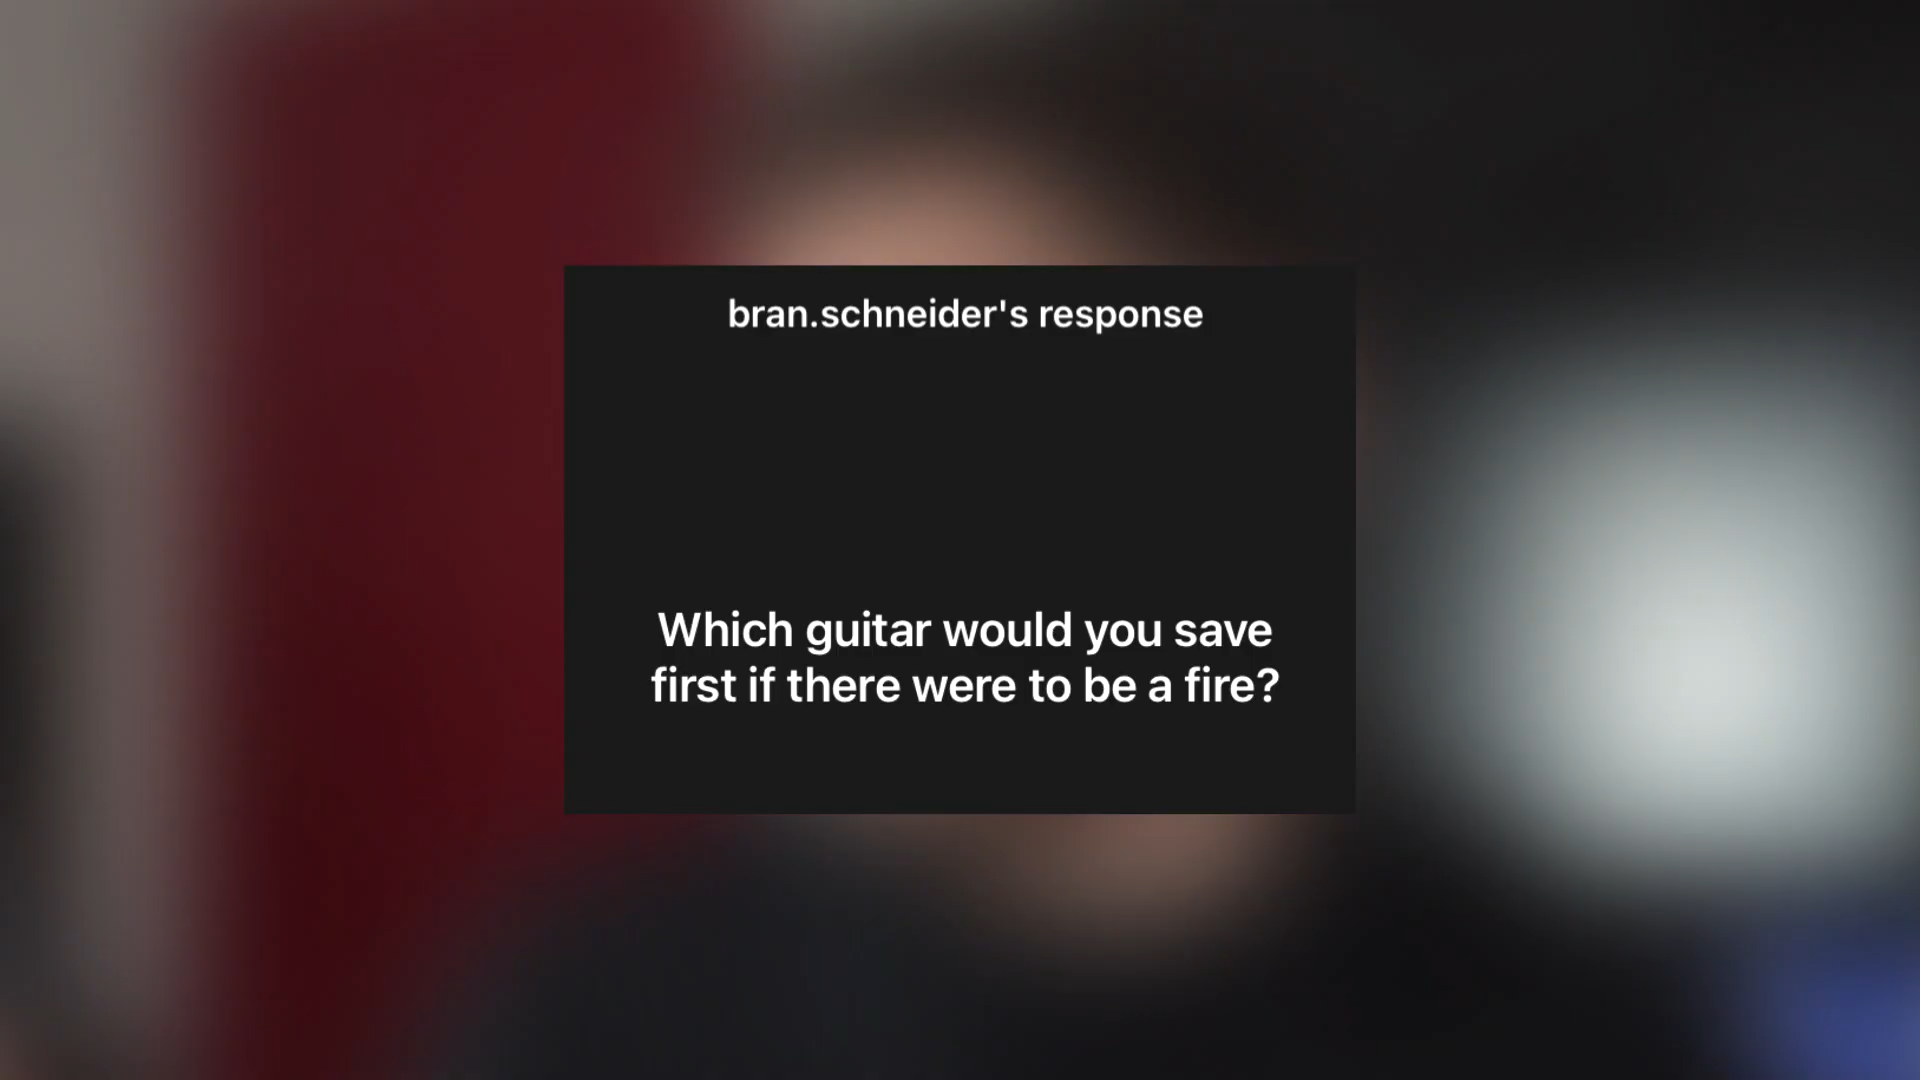 bran.schneider's response
Which guitar would you save
first if there were to be a fire?